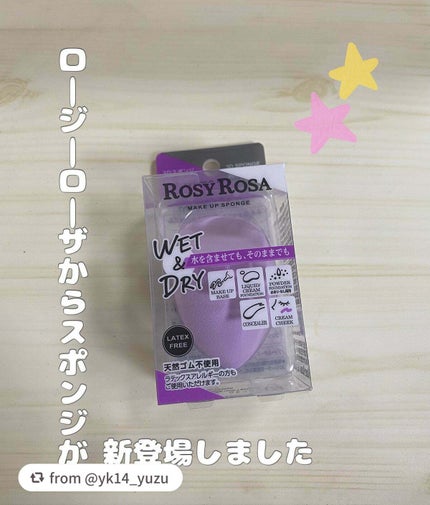 ロージーローザからスポンジが
新登場しました
3D SPONGE
ROSY ROSA
MAKE UP SPONGE
WET
&
DRY
水を含ませても、そのままでも
MAKE UP
BASE
LIQUID/
CREAM
FOUNDATION
POWDER
FOUNDATION
CONCEALER
CREAM
CHEEK
LATEX
FREE
天然ゴム不使用
ラテックスアレルギーの方も
ご使用いただけます。
from @yk14_yuzu